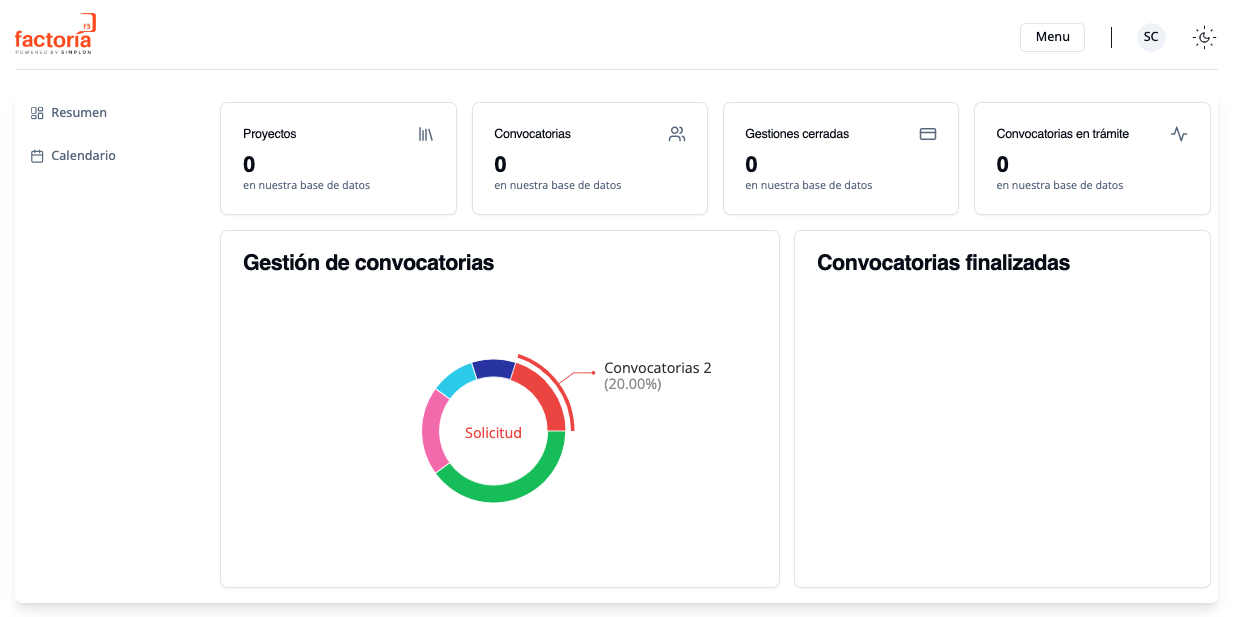 F5
factoría
POWERED BY SIMPLON
Menu
SC
Resumen
Calendario
Proyectos
0
en nuestra base de datos
Convocatorias
0
en nuestra base de datos
Gestiones cerradas
0
en nuestra base de datos
Convocatorias en trámite
0
en nuestra base de datos
Gestión de convocatorias
Convocatorias 2
(20.00%)
Solicitud
Convocatorias finalizadas